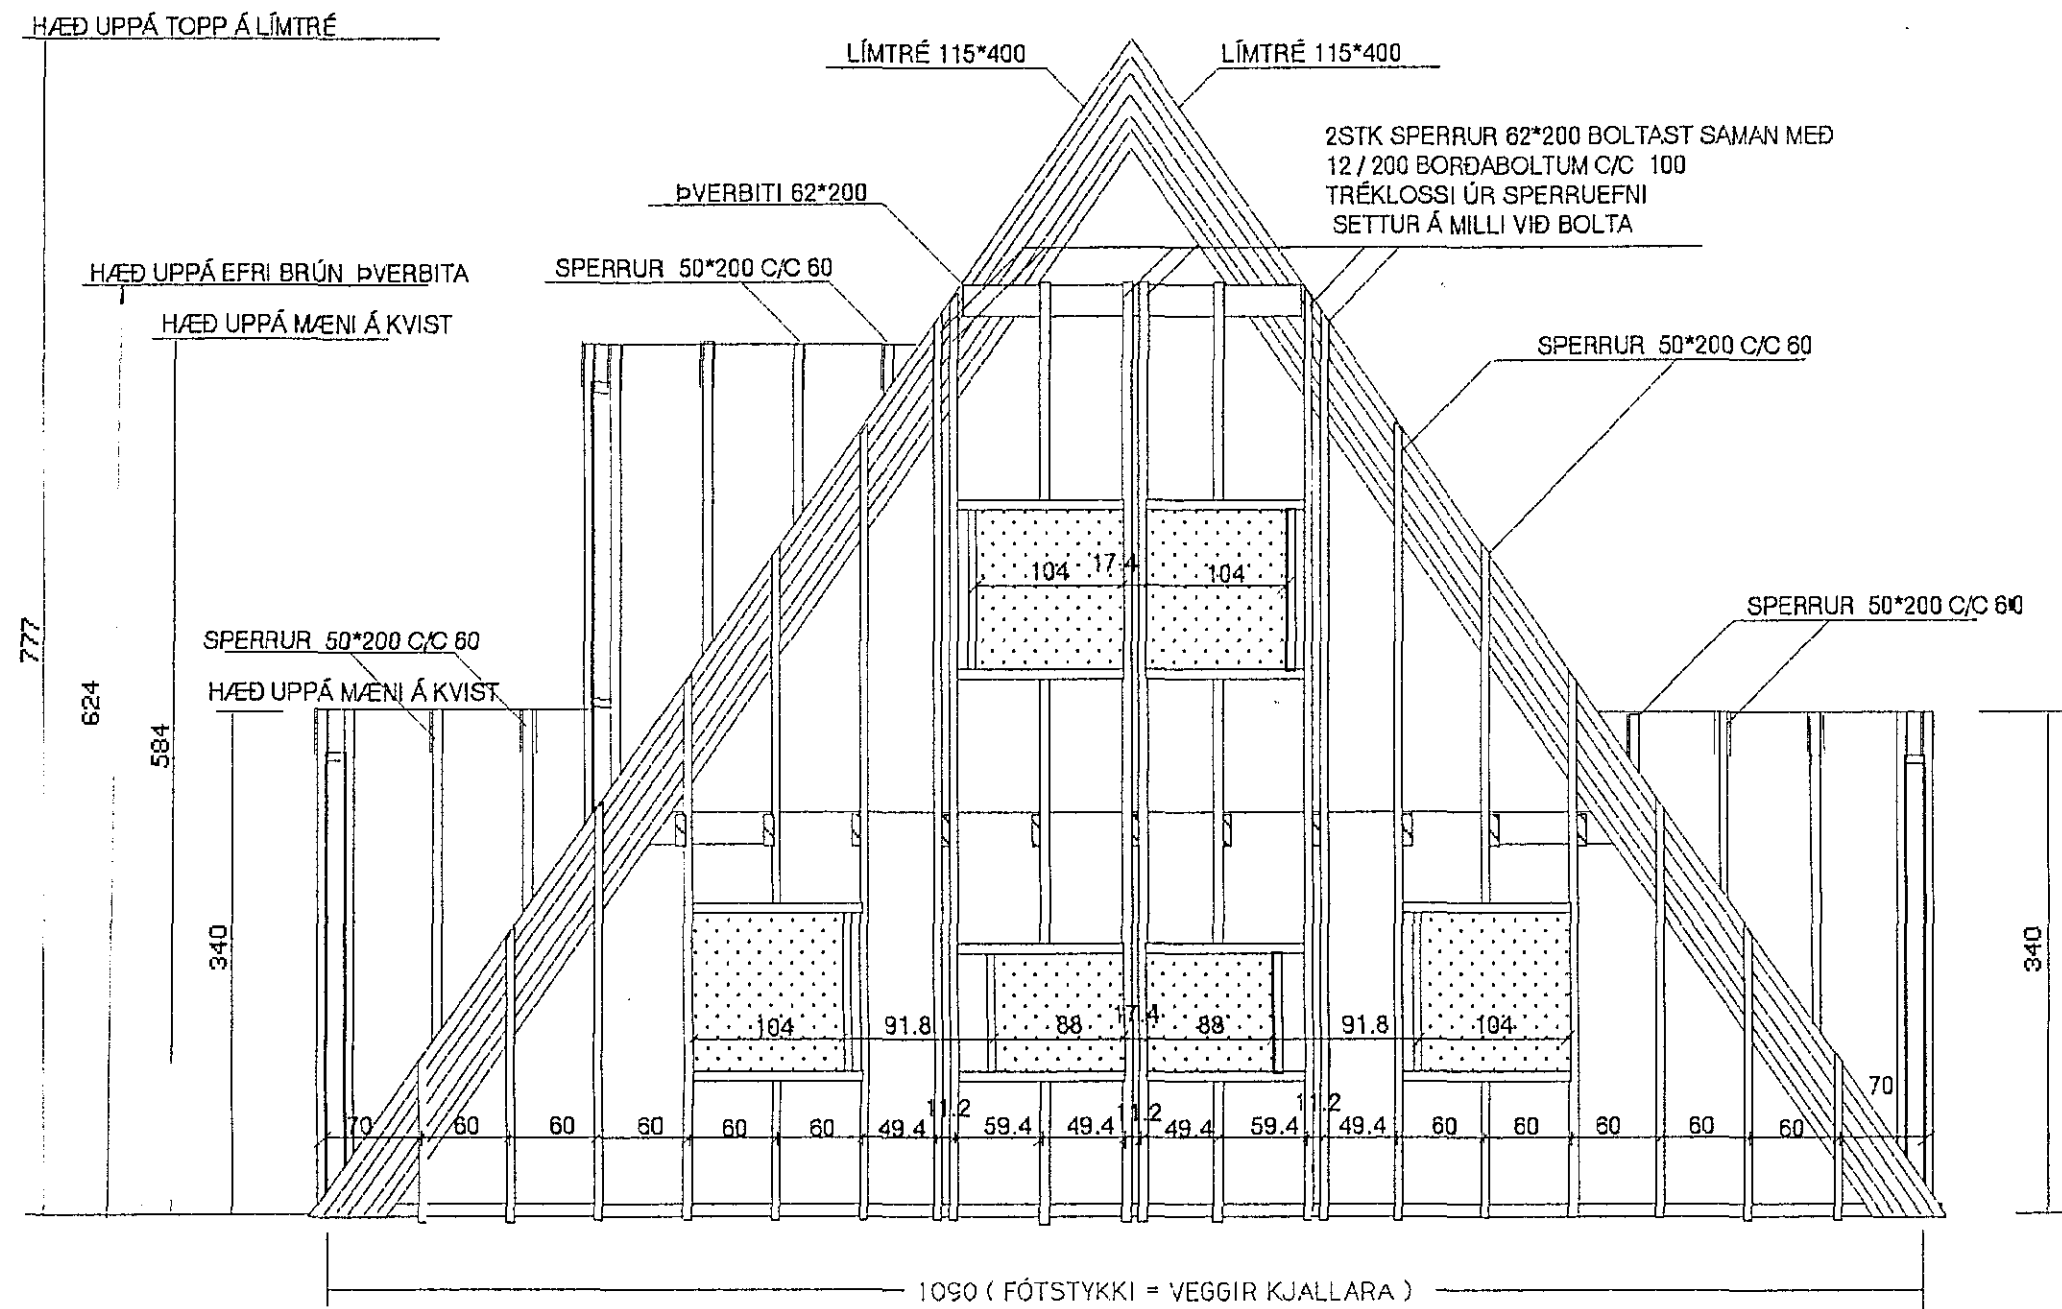 HÆÐ UPPÁ TOPP Á LÍMTRÉ
LÍMTRÉ 115*400
LÍMTRÉ 115*400
2STK SPERRUR 62*200 BOLTAST SAMAN MEÐ
12 / 200 BORÐABOLTUM C/C 100
TRÉKLOSSI ÚR SPERRUEFNI
SETTUR Á MILLI VIÐ BOLTA
ÞVERBITI 62*200
HÆÐ UPPÁ EFRI BRÚN ÞVERBITA
SPERRUR 50*200 C/C 60
HÆÐ UPPÁ MÆNI Á KVIST
SPERRUR 50*200 C/C 60
104
17.4
104
SPERRUR 50*200 C/C 60
SPERRUR 50*200 C/C 60
HÆÐ UPPÁ MÆNI Á KVIST
777
624
584
340
340
104
91.8
88
17.4
88
91.8
104
70
60
60
60
60
60
49.4
11.2
59.4
49.4
11.2
49.4
59.4
11.2
49.4
60
60
60
60
60
70
1090 ( FÓTSTYKKI = VEGGIR KJALLARA )